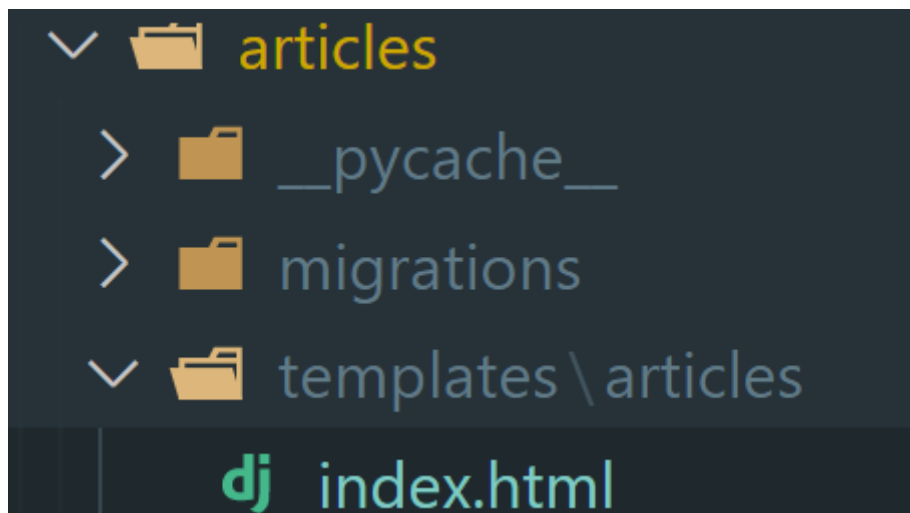 articles
__pycache__
migrations
templates\articles
dj index.html